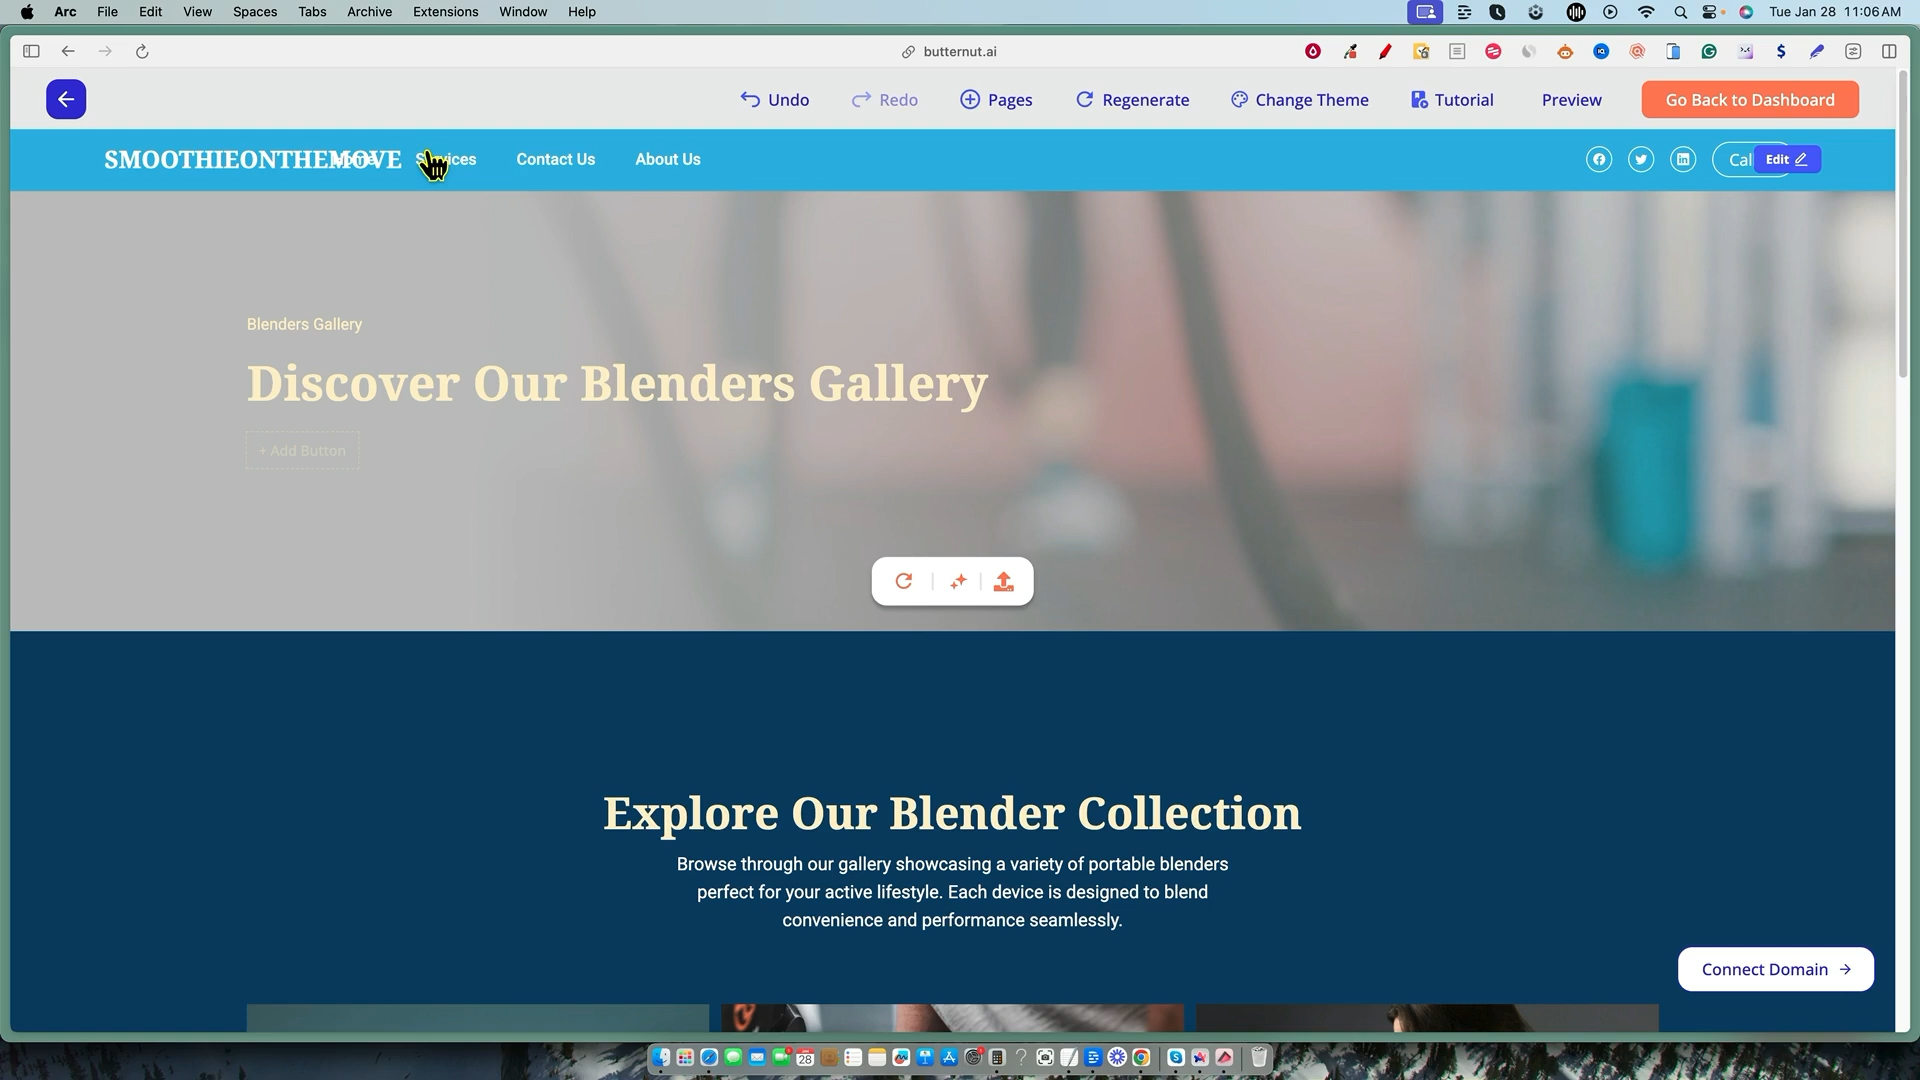 Arc File Edit View Spaces Tabs Archive Extensions Window Help Tue Jan 28 11:06 AM
butternut.ai
Undo Redo Pages Regenerate Change Theme Tutorial Preview Go Back to Dashboard
SMOOTHIEONTHEMOVE Home Contact Us About Us Cal Edit
Blenders Gallery
Discover Our Blenders Gallery
+ Add Button
Explore Our Blender Collection
Browse through our gallery showcasing a variety of portable blenders
perfect for your active lifestyle. Each device is designed to blend
convenience and performance seamlessly.
Connect Domain
28